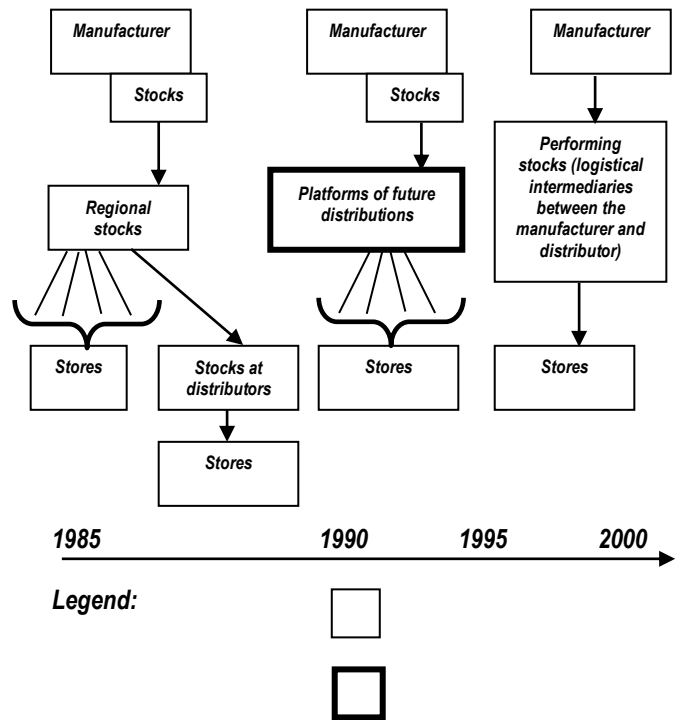 Manufacturer
Stocks
Regional
stocks
Stores
Stocks at
distributors
Stores
Manufacturer
Stocks
Platforms of future
distributions
Stores
Manufacturer
Performing
stocks (logistical
intermediaries
between the
manufacturer and
distributor)
Stores
1985 1990 1995 2000
Legend: